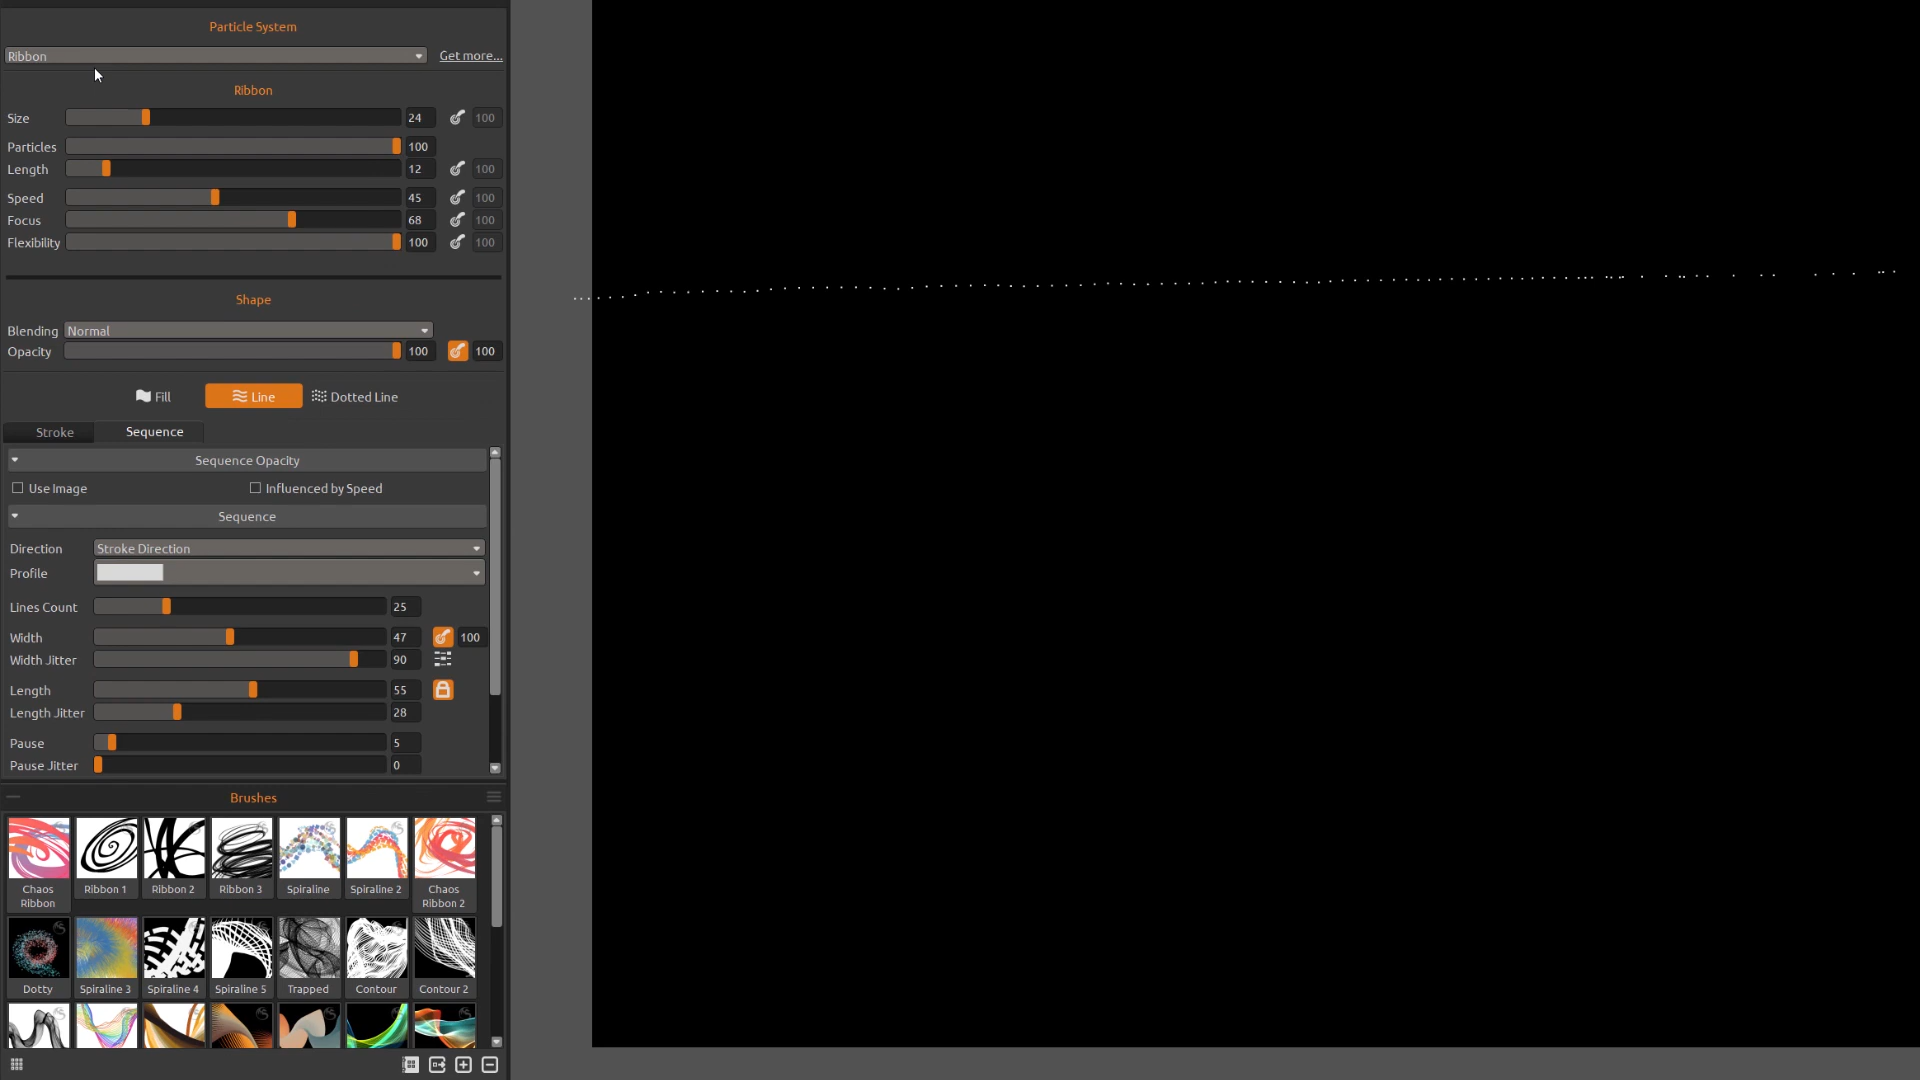 Particle System
Ribbon Get more...
Ribbon
Size 24 100
Particles 100
Length 12 100
Speed 45 100
Focus 68 100
Flexibility 100 100
Shape
Blending Normal
Opacity 100 100
Fill Line Dotted Line
Stroke Sequence
Sequence Opacity
Use Image Influenced by Speed
Sequence
Direction Stroke Direction
Profile
Lines Count 25
Width 47 100
Width Jitter 90
Length 55
Length Jitter 28
Pause 5
Pause Jitter 0
Brushes
Chaos Ribbon 1 Ribbon 2 Ribbon 3 Spiraline Spiraline 2 Chaos
Ribbon Ribbon 2
Dotty Spiraline 3 Spiraline 4 Spiraline 5 Trapped Contour Contour 2